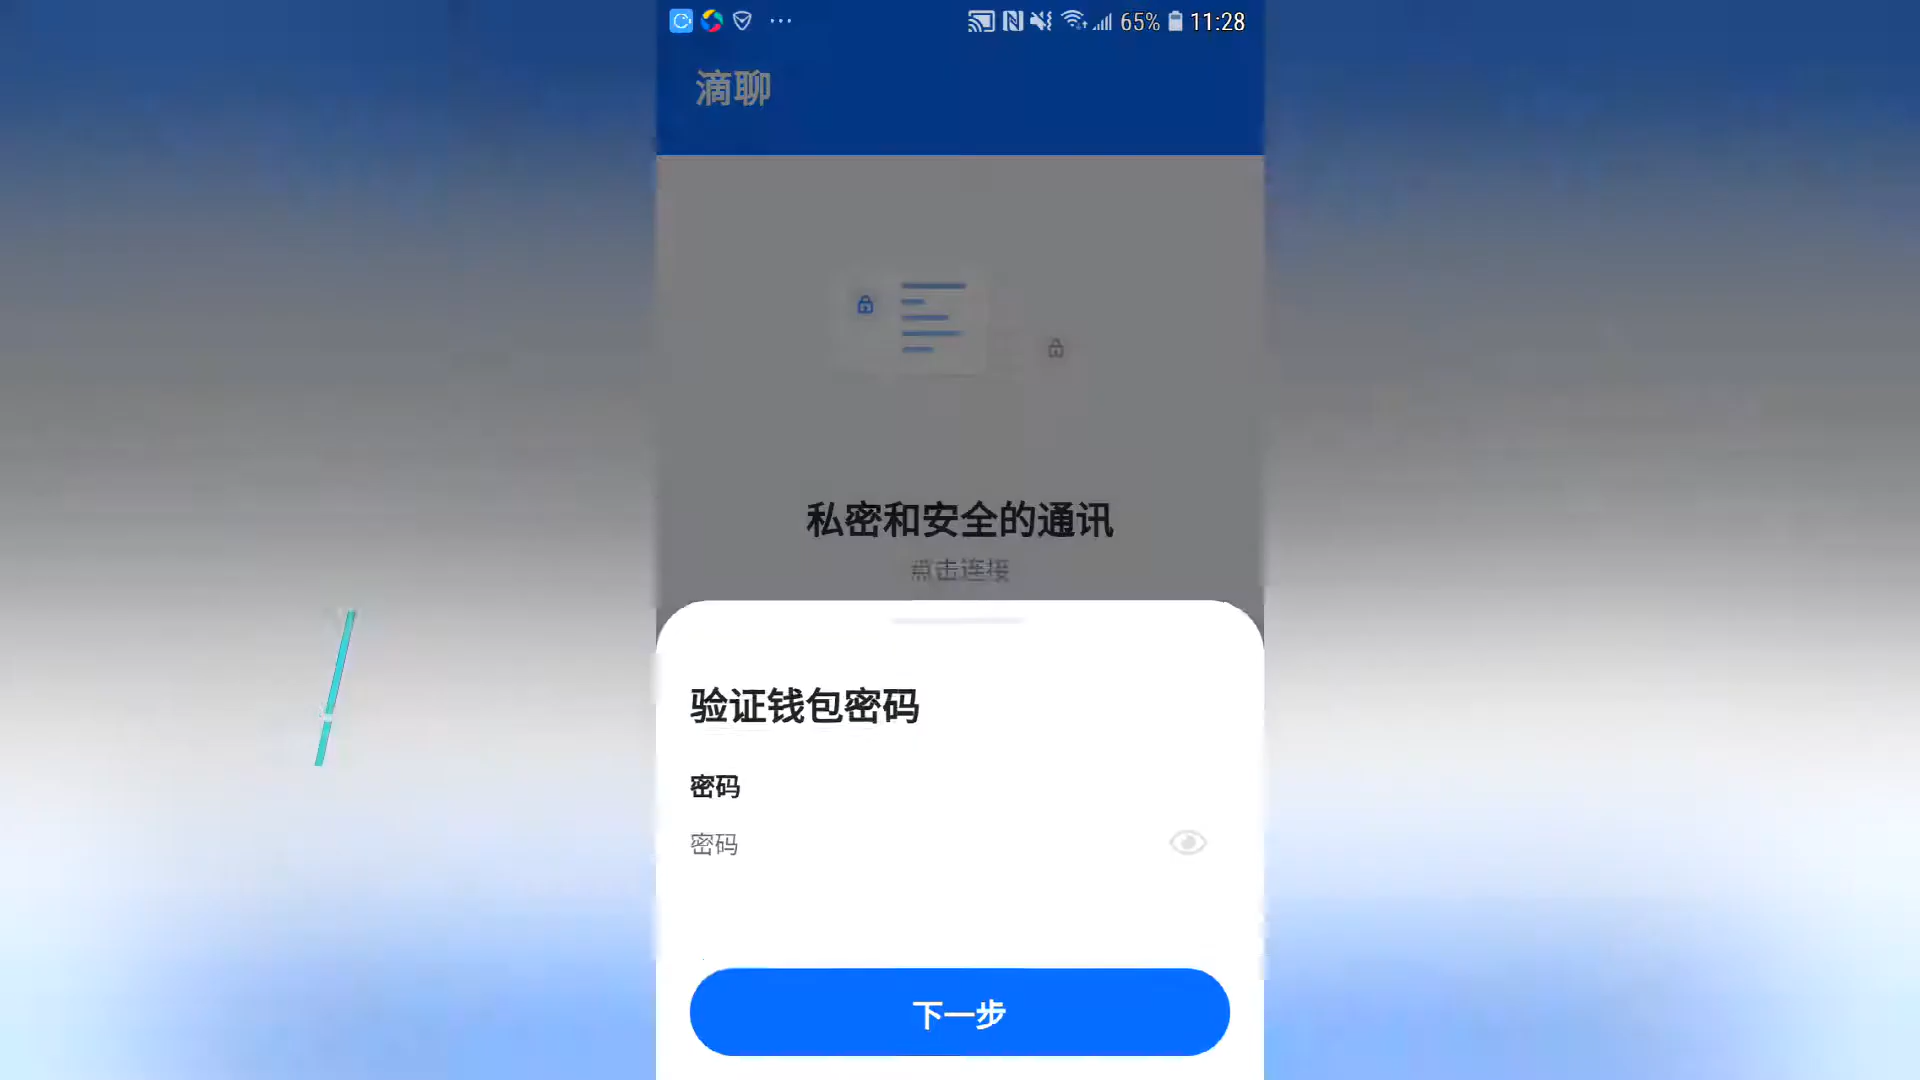 65% 11:28
滴聊
私密和安全的通讯
点击连接
验证钱包密码
密码
密码
下一步